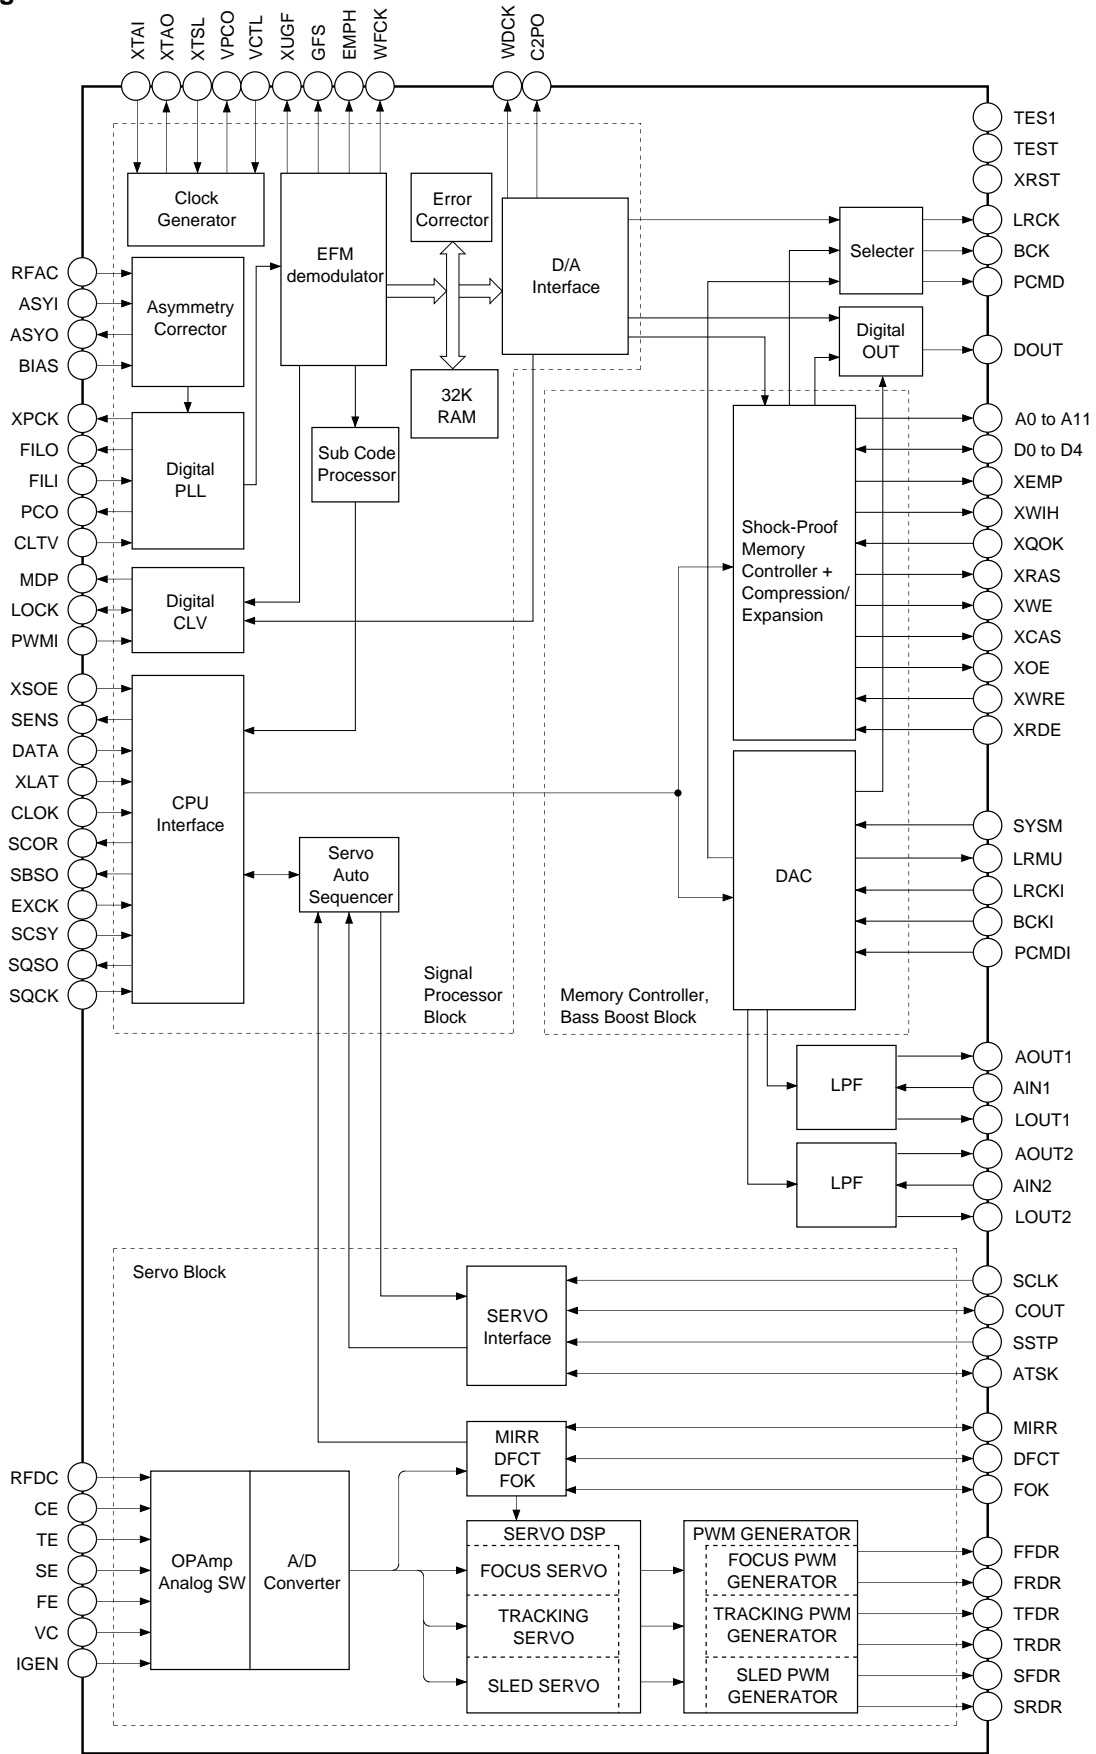 g
XTAI
XTAO
XTSL
VPCO
VCTL
XUGF
GFS
EMPH
WFCK
WDCK
C2PO
TES1
TEST
XRST
LRCK
BCK
PCMD
DOUT
A0 to A11
D0 to D4
XEMP
XWIH
XQOK
XRAS
XWE
XCAS
XOE
XWRE
XRDE
SYSM
LRMU
LRCKI
BCKI
PCMDI
AOUT1
AIN1
LOUT1
AOUT2
AIN2
LOUT2
SCLK
COUT
SSTP
ATSK
MIRR
DFCT
FOK
FFDR
FRDR
TFDR
TRDR
SFDR
SRDR
RFAC
ASYI
ASYO
BIAS
XPCK
FILO
FILI
PCO
CLTV
MDP
LOCK
PWMI
XSOE
SENS
DATA
XLAT
CLOK
SCOR
SBSO
EXCK
SCSY
SQSO
SQCK
RFDC
CE
TE
SE
FE
VC
IGEN
Clock
Generator
EFM
demodulator
Error
Corrector
D/A
Interface
Selecter
Asymmetry
Corrector
Digital
OUT
32K
RAM
Digital
PLL
Sub Code
Processor
Shock-Proof
Memory
Controller +
Compression/
Expansion
Digital
CLV
CPU
Interface
Servo
Auto
Sequencer
DAC
Signal
Processor
Block
Memory Controller,
Bass Boost Block
LPF
LPF
Servo Block
SERVO
Interface
MIRR
DFCT
FOK
OPAmp
Analog SW
A/D
Converter
SERVO DSP
FOCUS SERVO
TRACKING
SERVO
SLED SERVO
PWM GENERATOR
FOCUS PWM
GENERATOR
TRACKING PWM
GENERATOR
SLED PWM
GENERATOR